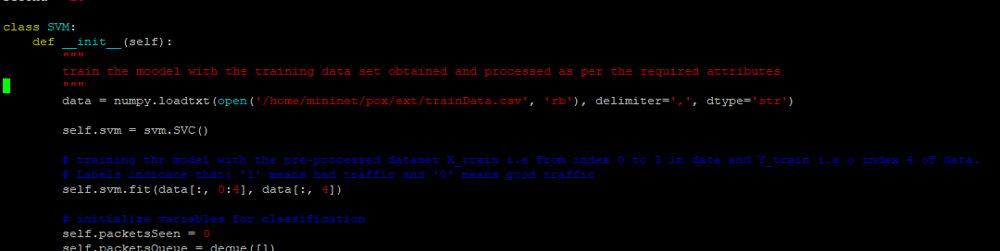 class SVM:
    def __init__(self):
        """
        train the moodel with the training data set obtained and processed as per the required attributes
        """
        data = numpy.loadtxt(open('/home/mininet/pox/ext/trainData.csv', 'rb'), delimiter=',', dtype='str')
        self.svm = svm.SVC()
        # training thr model with the pre-processed dataset X_train i.e from index 0 to 3 in data and Y_train i.e o index 4 of data.
        # Labels indicate that: '1' means bad traffic and '0' means good traffic
        self.svm.fit(data[:, 0:4], data[:, 4])
        # initialize variables for classification
        self.packetsSeen = 0
        self.packetsQueue = deque([])